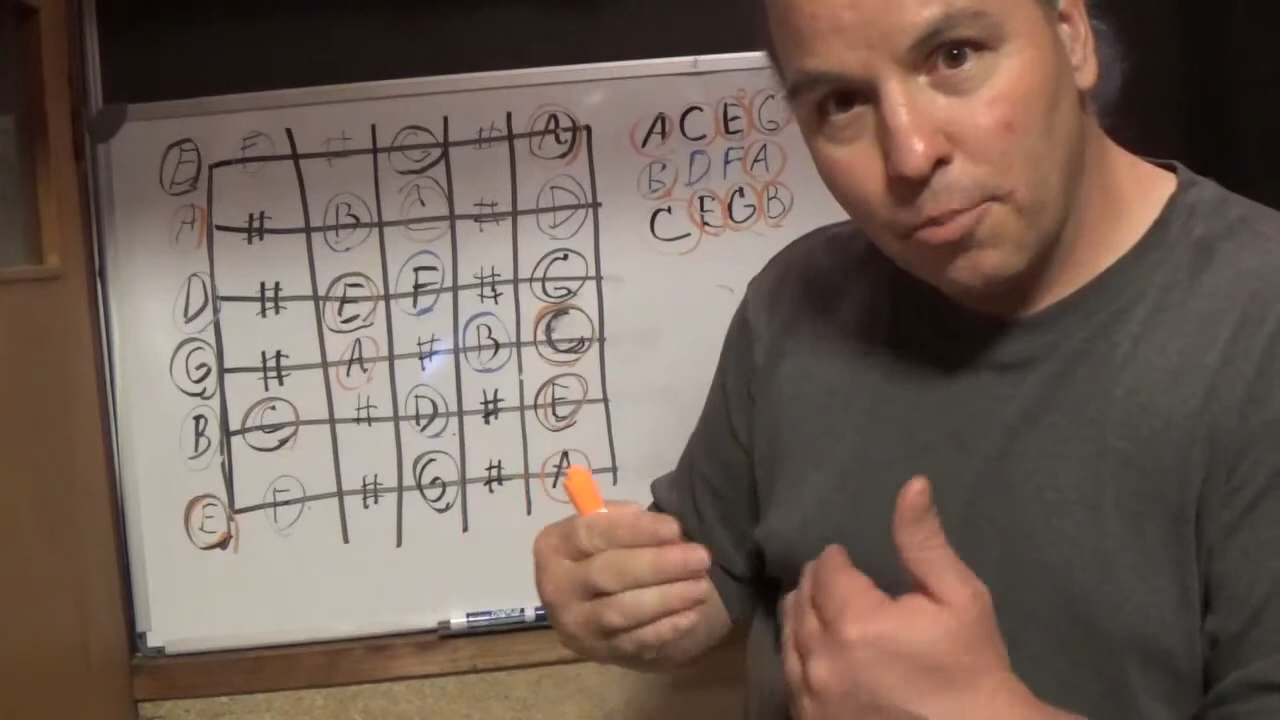 E F # G # A
A # B C # D
D # E F # G
G # A # B C
B C # D # E
E F # G # A
A C E G
B D F A
C E G B